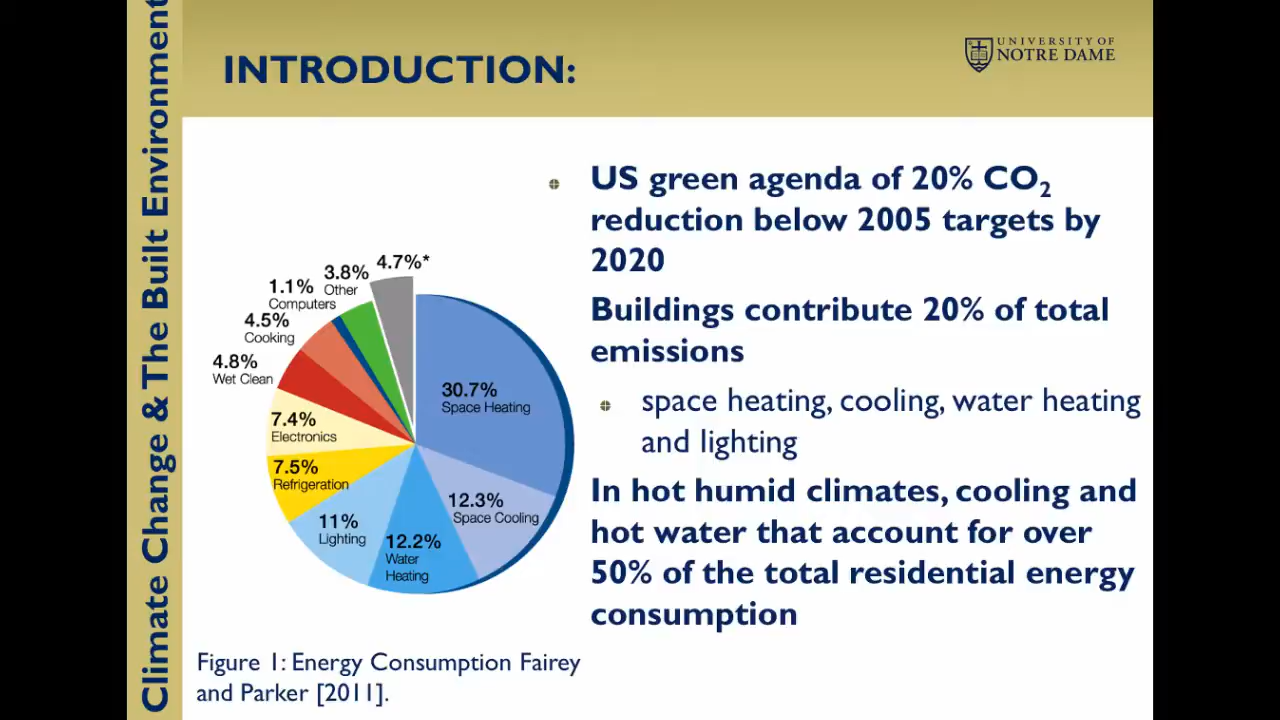 Climate Change & The Built Environment
INTRODUCTION:
UNIVERSITY OF
NOTRE DAME
US green agenda of 20% CO₂
reduction below 2005 targets by
2020
Buildings contribute 20% of total
emissions
space heating, cooling, water heating
and lighting
In hot humid climates, cooling and
hot water that account for over
50% of the total residential energy
consumption
4.7%*
3.8%
Other
1.1%
Computers
4.5%
Cooking
4.8%
Wet Clean
7.4%
Electronics
7.5%
Refrigeration
11%
Lighting
12.2%
Water
Heating
12.3%
Space Cooling
30.7%
Space Heating
Figure 1: Energy Consumption Fairey
and Parker [2011].